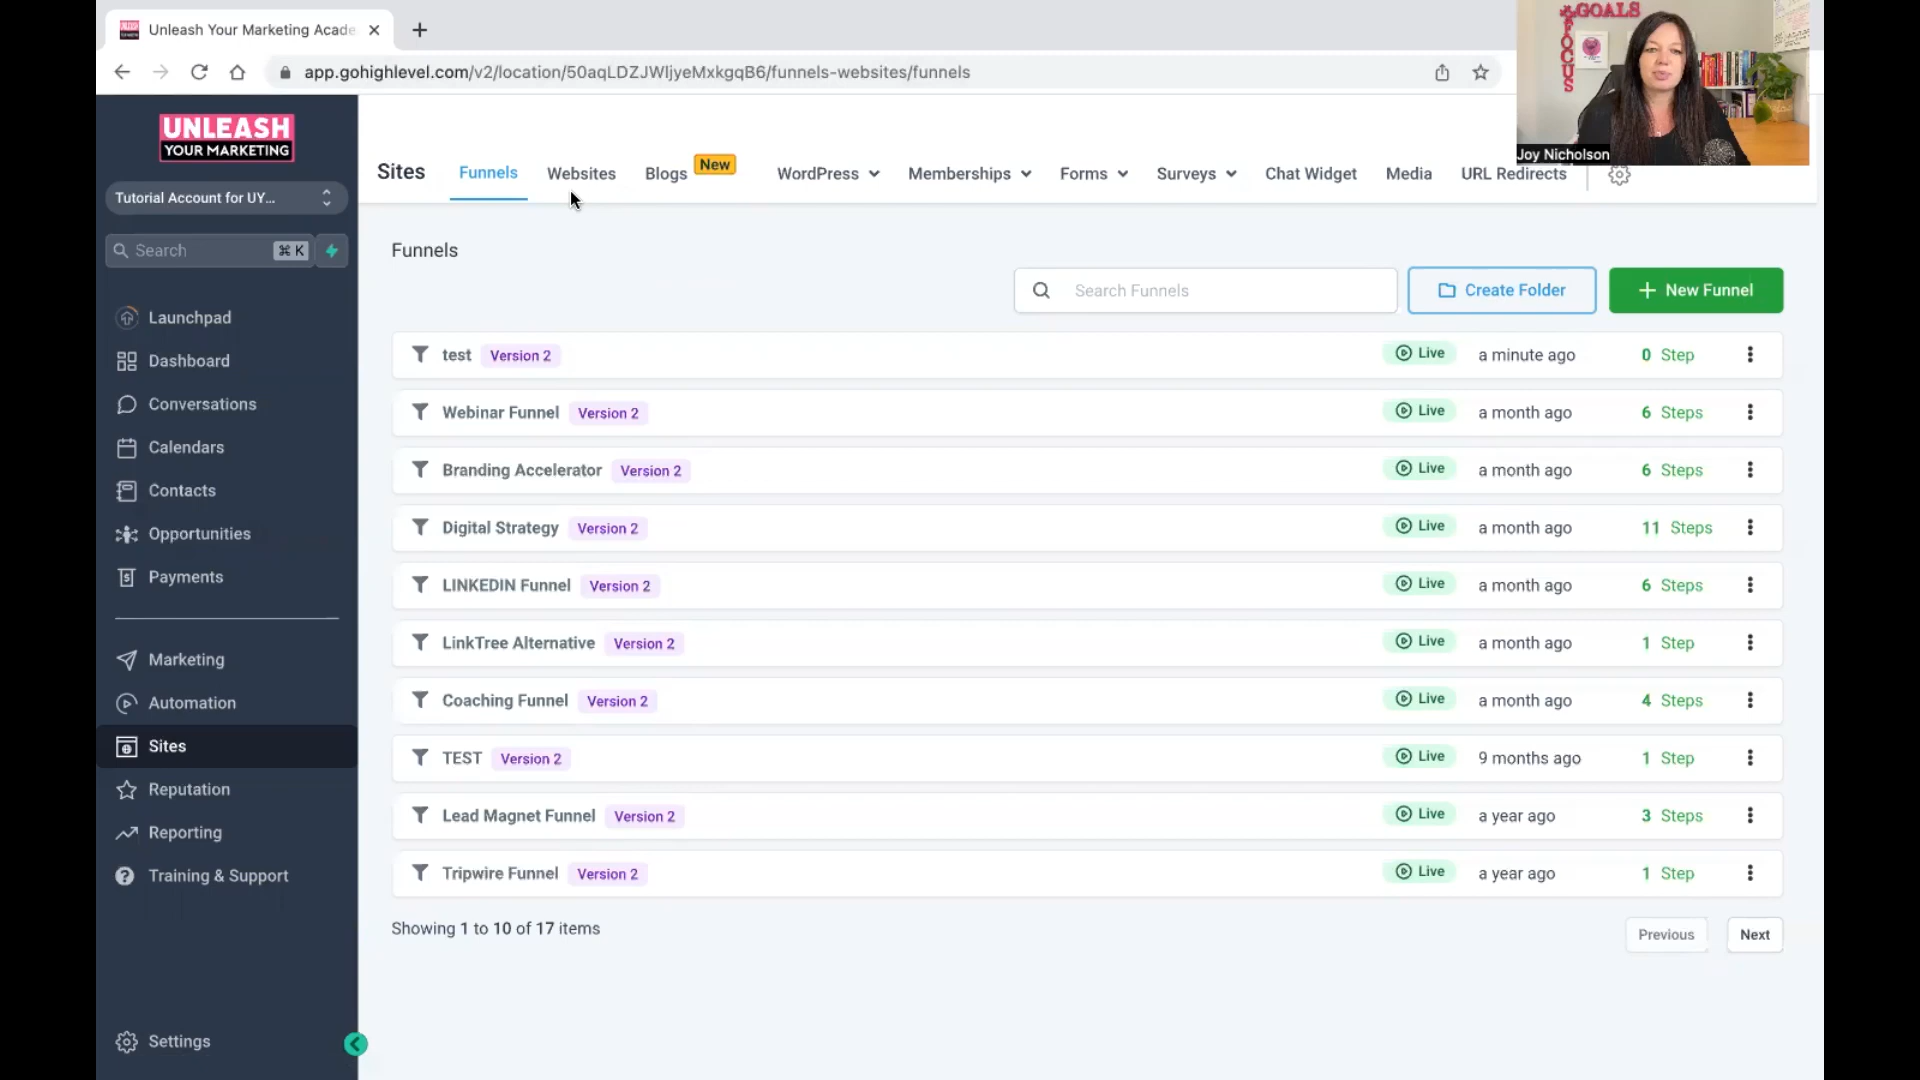 Unleash Your Marketing Acade
app.gohighlevel.com/v2/location/50aqLDZJWIjyeMxkgqB6/funnels-websites/funnels
GOALS
FOCUS
Joy Nicholson
UNLEASH
YOUR MARKETING
Tutorial Account for UY...
Search ⌘ K
Launchpad
Dashboard
Conversations
Calendars
Contacts
Opportunities
Payments
Marketing
Automation
Sites
Reputation
Reporting
Training & Support
Settings
Sites Funnels Websites Blogs New WordPress Memberships Forms Surveys Chat Widget Media URL Redirects
Funnels
Search Funnels Create Folder + New Funnel
test Version 2 Live a minute ago 0 Step
Webinar Funnel Version 2 Live a month ago 6 Steps
Branding Accelerator Version 2 Live a month ago 6 Steps
Digital Strategy Version 2 Live a month ago 11 Steps
LINKEDIN Funnel Version 2 Live a month ago 6 Steps
LinkTree Alternative Version 2 Live a month ago 1 Step
Coaching Funnel Version 2 Live a month ago 4 Steps
TEST Version 2 Live 9 months ago 1 Step
Lead Magnet Funnel Version 2 Live a year ago 3 Steps
Tripwire Funnel Version 2 Live a year ago 1 Step
Showing 1 to 10 of 17 items
Previous Next